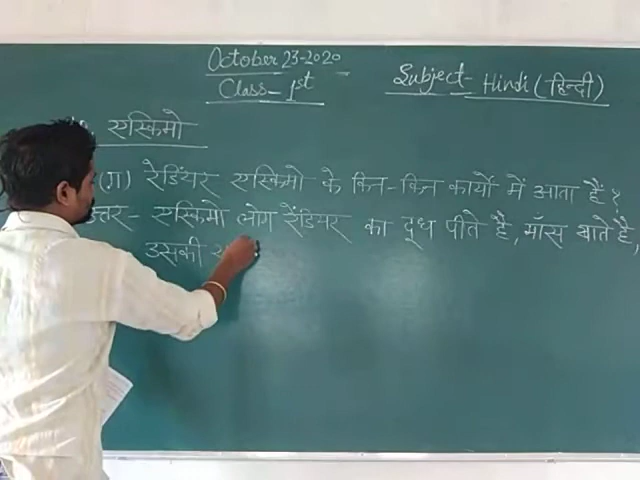 October 23-2020
Class- 1st
Subject- Hindi (हिन्दी)
एस्किमो
(ग) रेडिंयर एस्किमो के किन-किन कार्यो में आता हैं?
उत्तर- एस्किमो लोग रेंडियर का दूध पीते है, माँस खाते है,
उसकी